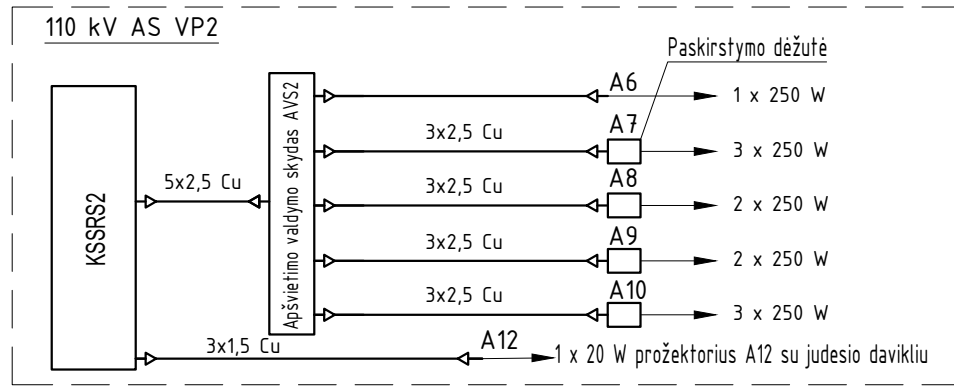 110 kV AS VP2
Paskirstymo dėžutė
KSSRS2
5x2,5 Cu
Apšvietimo valdymo skydas AVS2
A6
1 x 250 W
3x2,5 Cu
A7
3 x 250 W
3x2,5 Cu
A8
2 x 250 W
3x2,5 Cu
A9
2 x 250 W
3x2,5 Cu
A10
3 x 250 W
3x1,5 Cu
A12
1 x 20 W prožektorius A12 su judesio davikliu